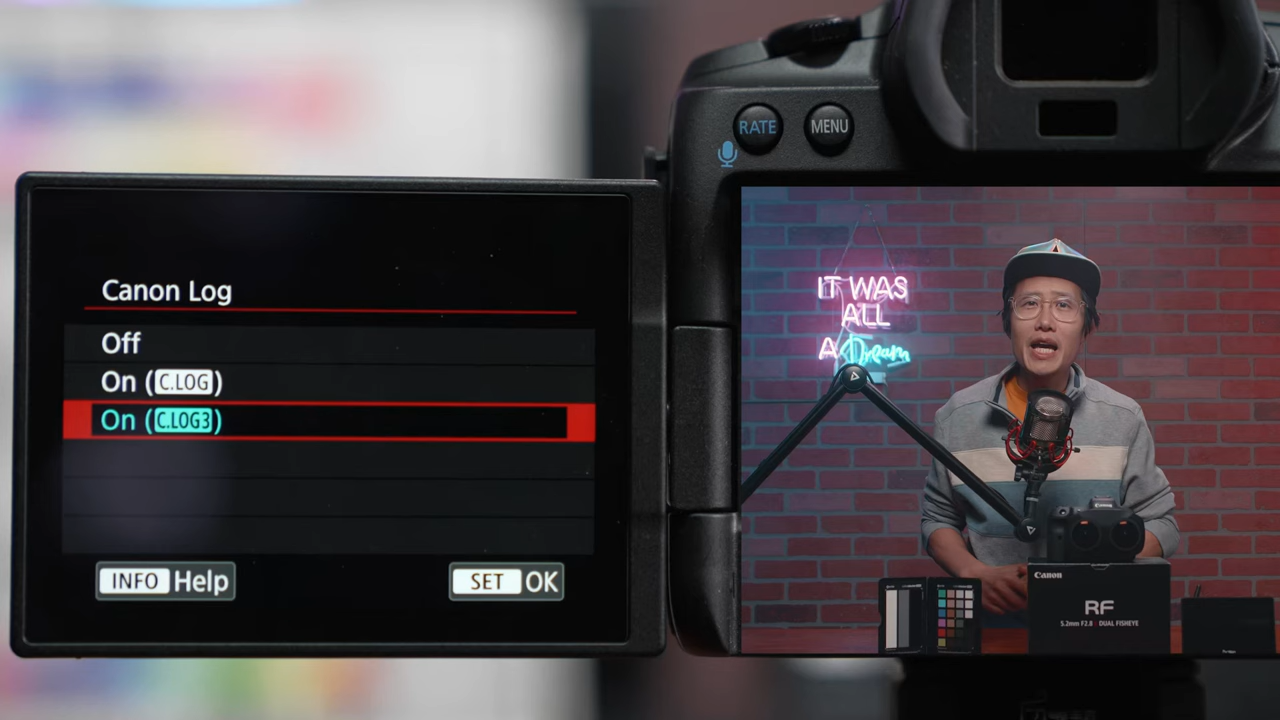 RATE
MENU
Canon Log
Off
On (C.LOG)
On (C.LOG3)
INFO Help
SET OK
IT WAS
ALL
A Dream
Canon
Canon
RF
5.2mm F2.8 DUAL FISHEYE